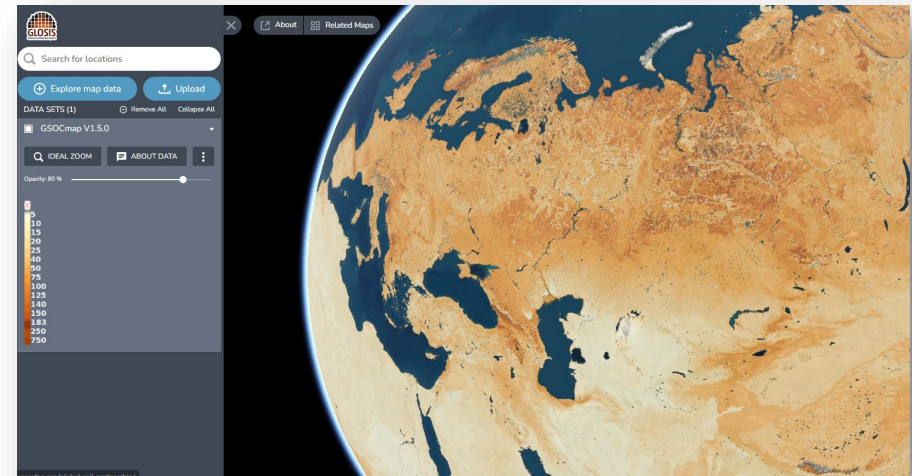 GLOSIS
Search for locations
Explore map data
Upload
DATA SETS (1)
Remove All
Collapse All
GSOCmap V1.5.0
IDEAL ZOOM
ABOUT DATA
Opacity: 80 %
5
10
15
20
25
40
50
75
100
125
140
150
183
250
750
About
Related Maps